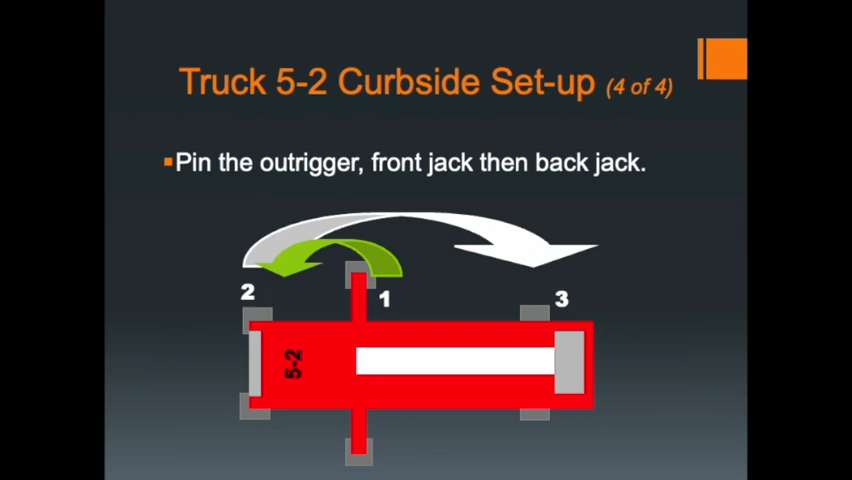 Truck 5-2 Curbside Set-up (4 of 4)
Pin the outrigger, front jack then back jack.
2
1
3
5-2